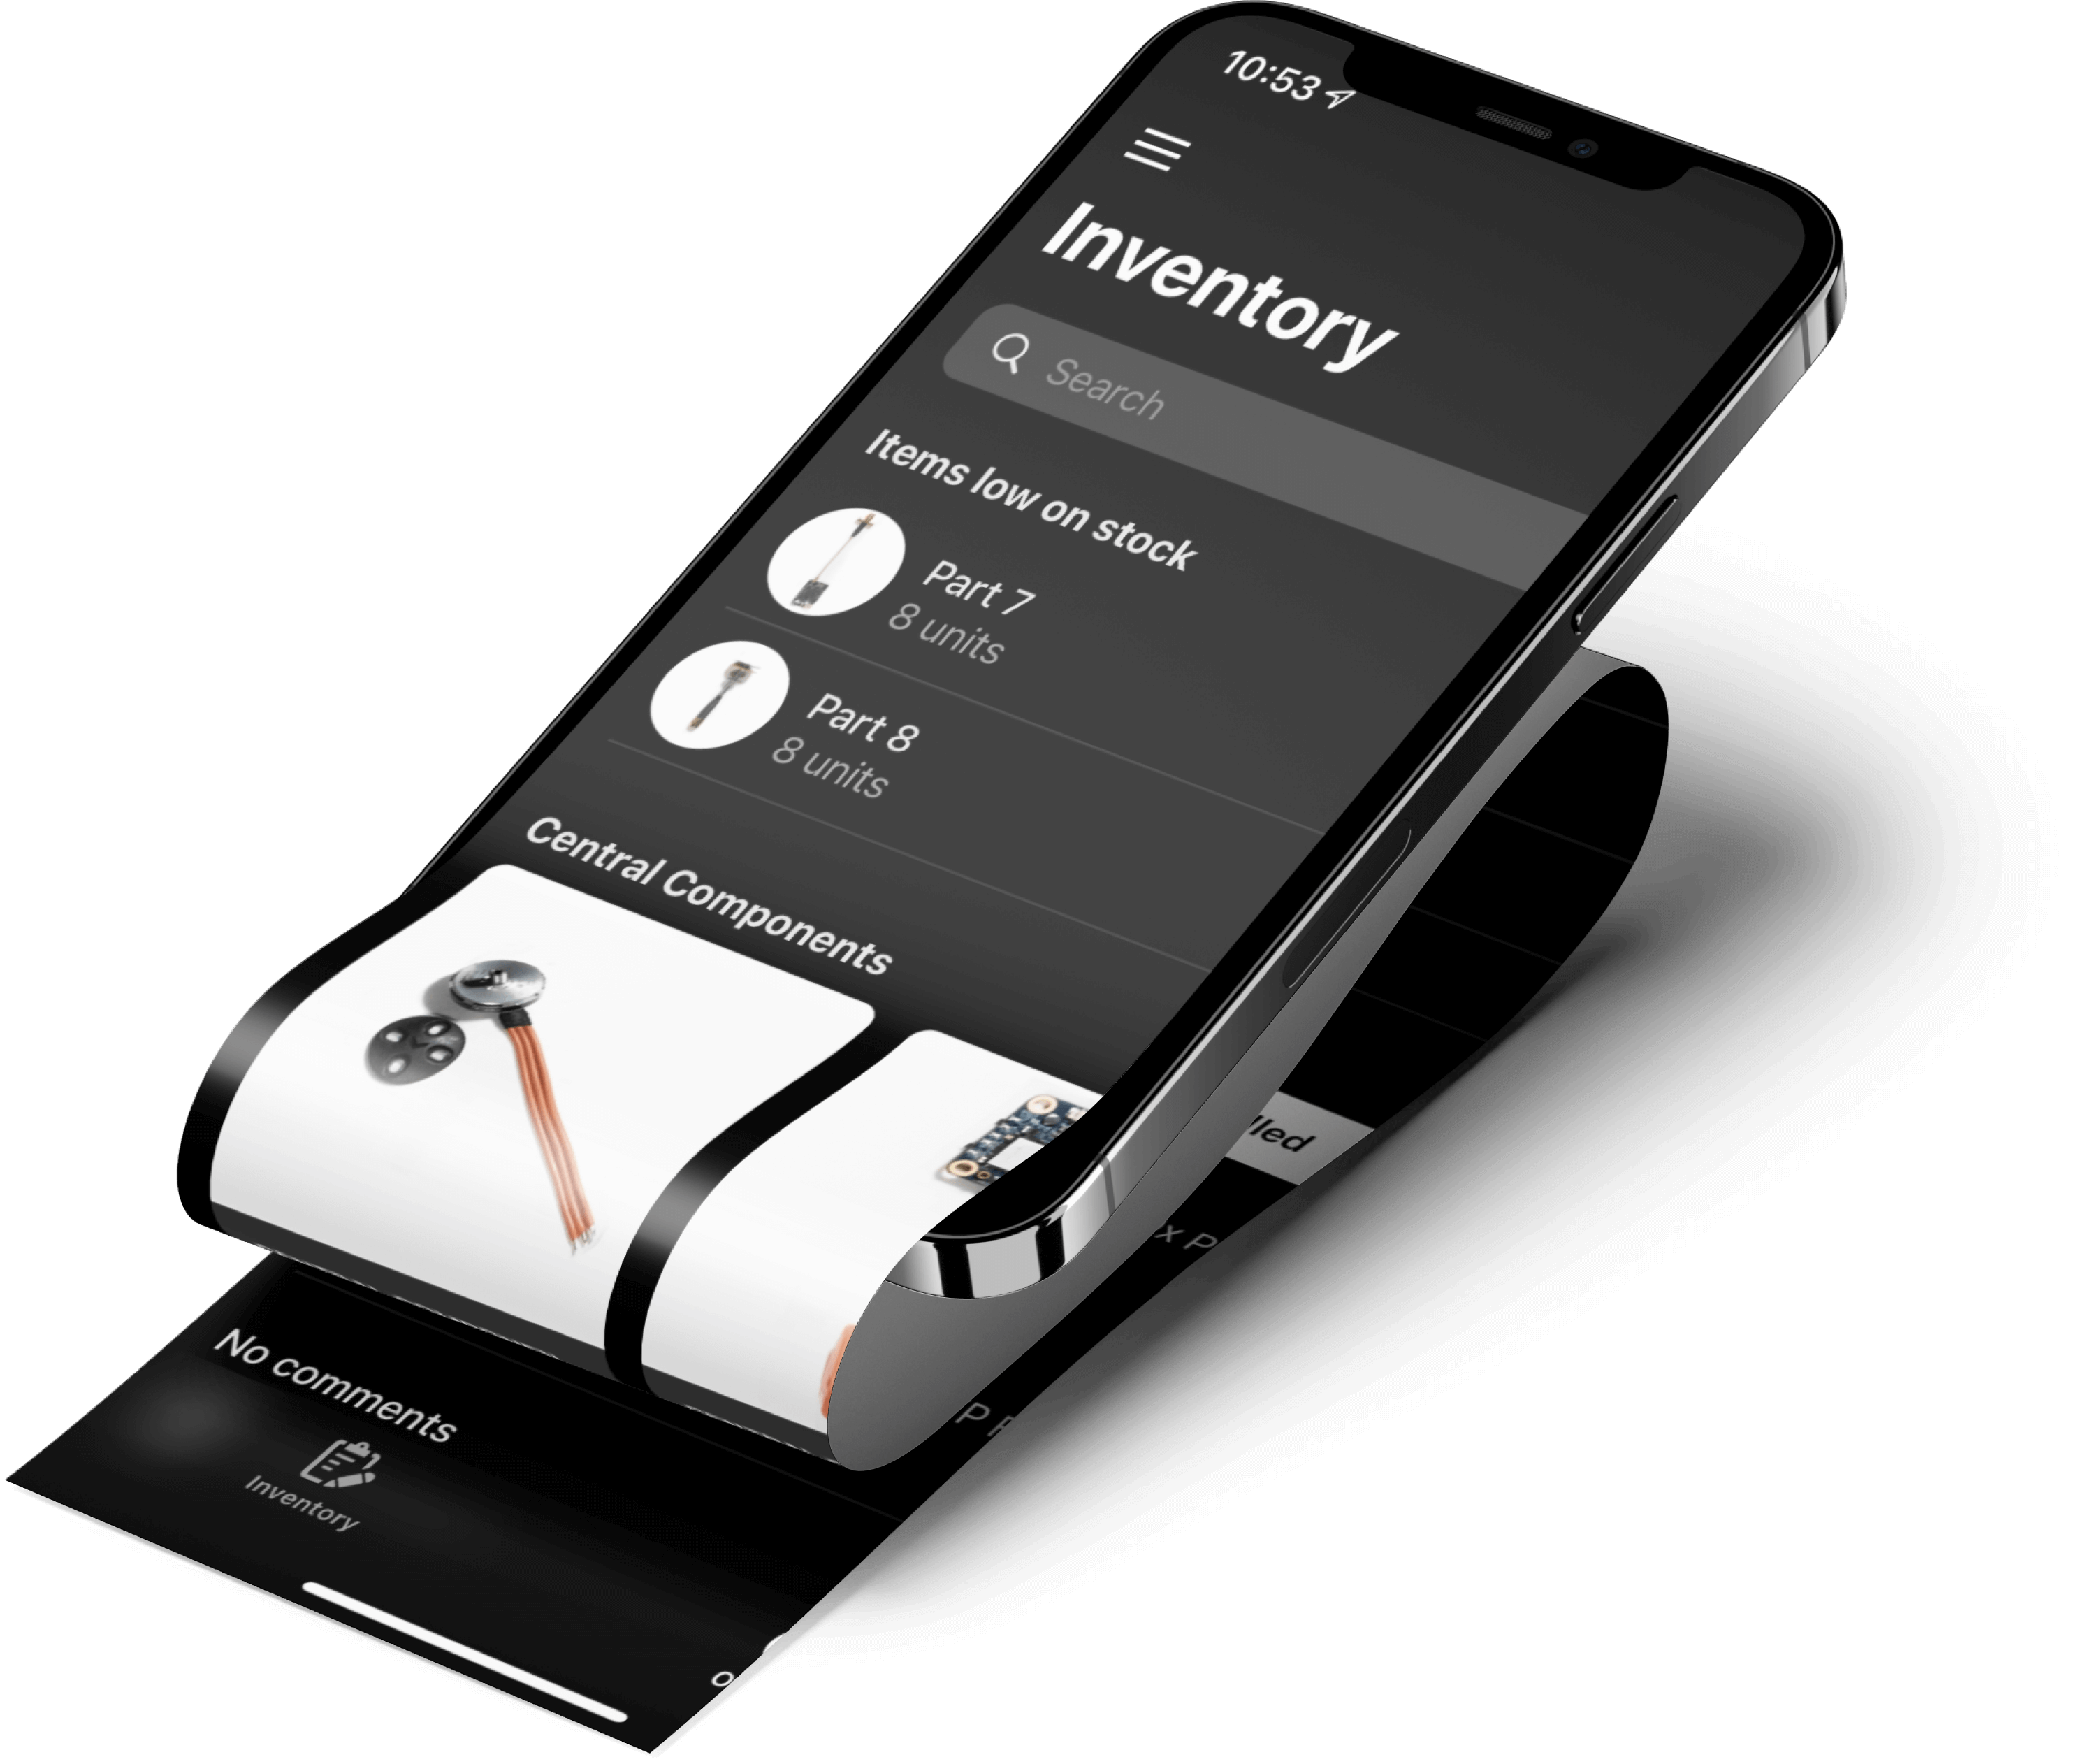 10:53
Inventory
Search
Items low on stock
Part 7
8 units
Part 8
8 units
Central Components
No comments
Inventory